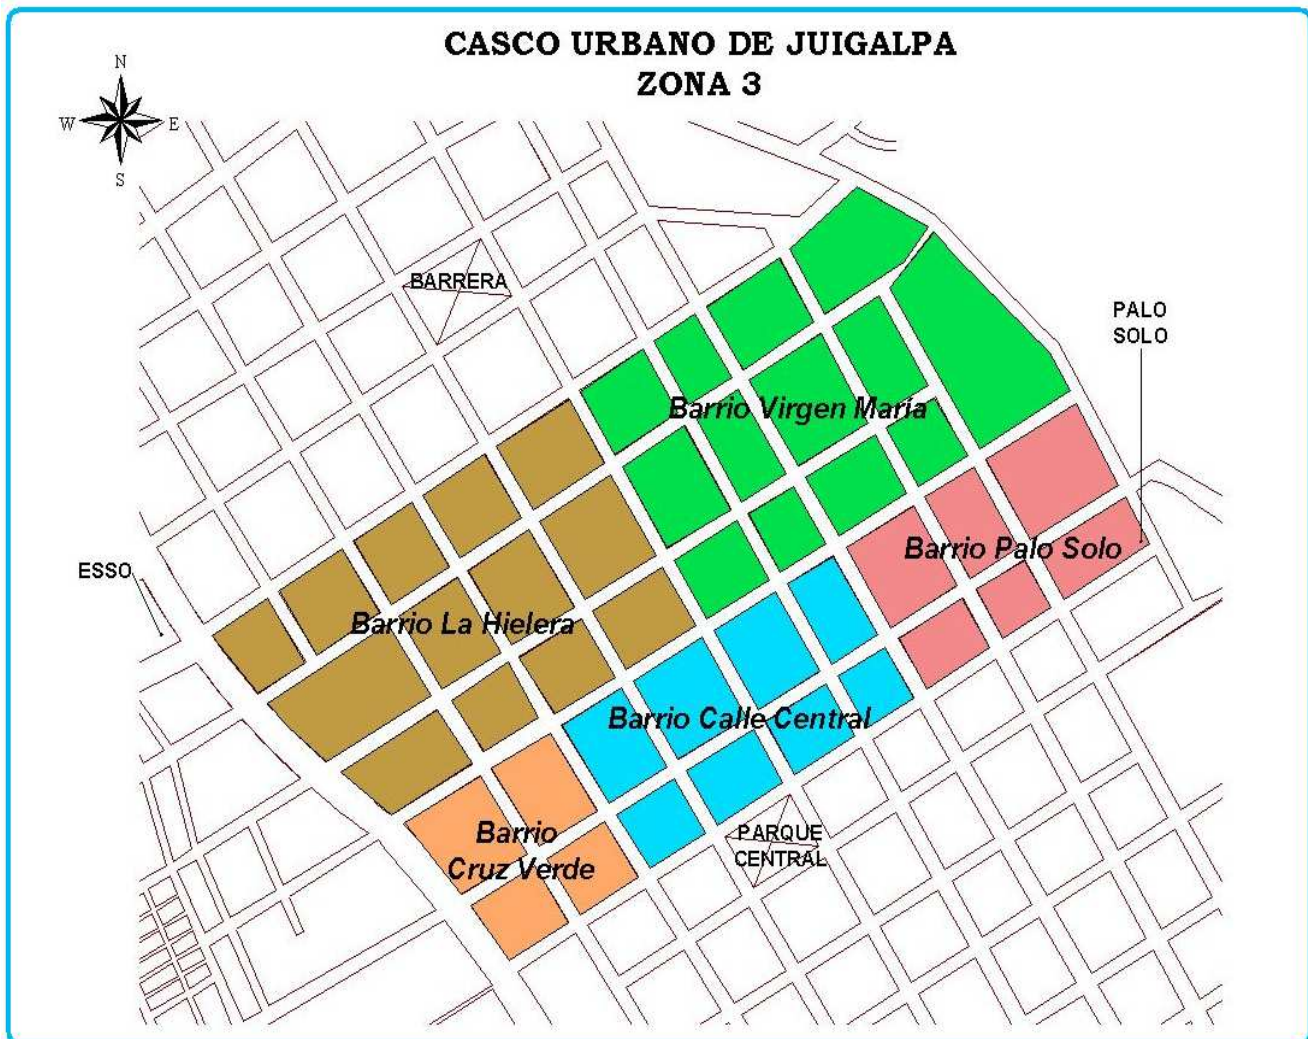 CASCO URBANO DE JUIGALPA
ZONA 3
N
W
E
S
BARRERA
PALO
SOLO
Barrio Virgen María
ESSO
Barrio Palo Solo
Barrio La Hielera
Barrio Calle Central
Barrio
Cruz Verde
PARQUE
CENTRAL